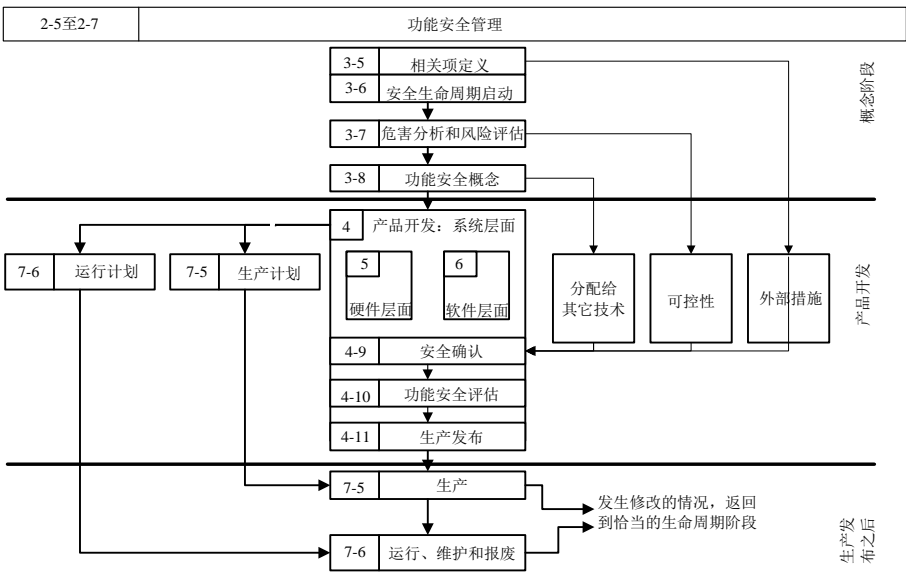 2-5至2-7
功能安全管理
3-5
相关项定义
3-6
安全生命周期启动
3-7
危害分析和风险评估
3-8
功能安全概念
概念阶段
4
产品开发：系统层面
7-6
运行计划
7-5
生产计划
5
硬件层面
6
软件层面
分配给
其它技术
可控性
外部措施
产品开发
4-9
安全确认
4-10
功能安全评估
4-11
生产发布
7-5
生产
发生修改的情况，返回
到恰当的生命周期阶段
7-6
运行、维护和报废
生产发
布之后